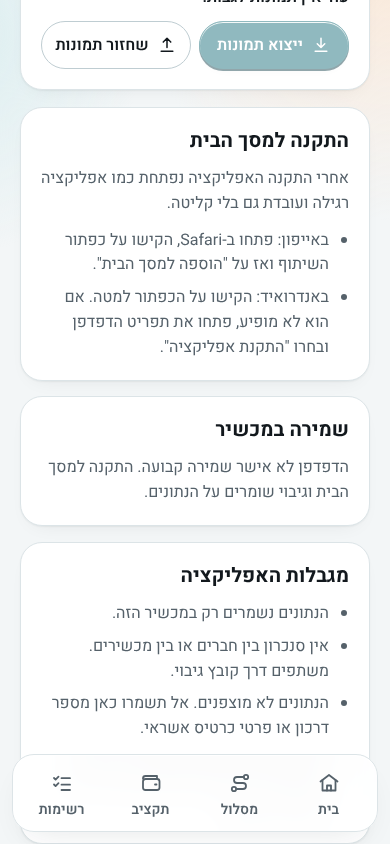 ייצוא תמונות
שחזור תמונות
התקנה למסך הבית
אחרי התקנה האפליקציה נפתחת כמו אפליקציה
רגילה ועובדת גם בלי קליטה.
באייפון: פתחו ב-Safari, הקישו על כפתור
השיתוף ואז על "הוספה למסך הבית".
באנדרואיד: הקישו על הכפתור למטה. אם
הוא לא מופיע, פתחו את תפריט הדפדפן
ובחרו "התקנת אפליקציה".
שמירה במכשיר
הדפדפן לא אישר שמירה קבועה. התקנה למסך
הבית וגיבוי שומרים על הנתונים.
מגבלות האפליקציה
הנתונים נשמרים רק במכשיר הזה.
אין סנכרון בין חברים או בין מכשירים.
משתפים דרך קובץ גיבוי.
הנתונים לא מוצפנים. אל תשמרו כאן מספר
דרכון או פרטי כרטיס אשראי.
בית
מסלול
תקציב
רשימות